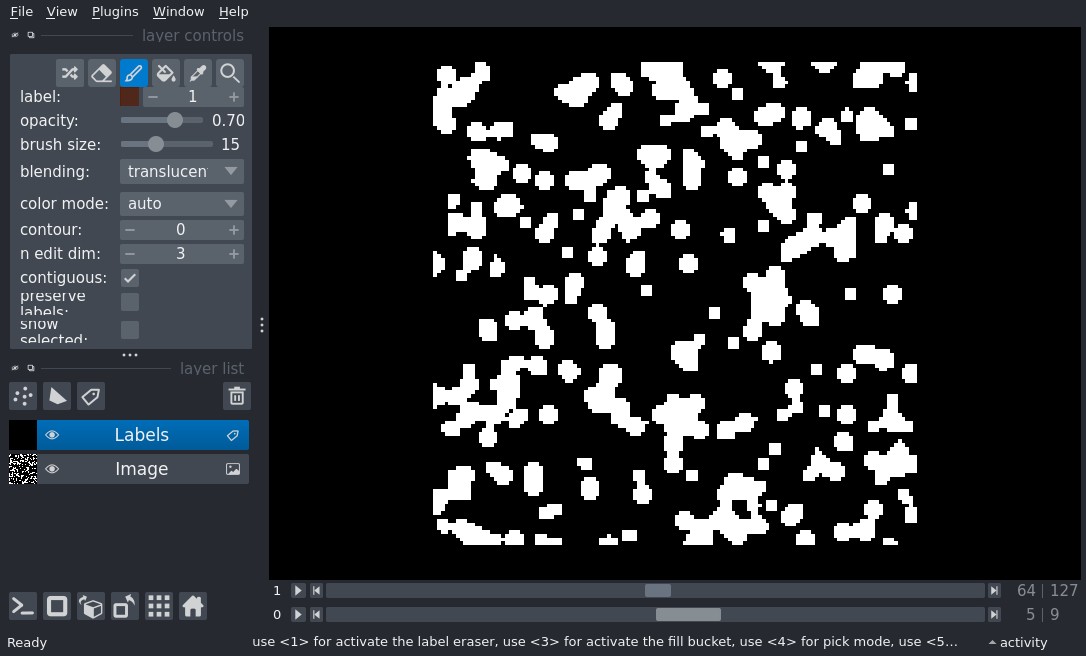 File View Plugins Window Help
layer controls
label: 1
opacity: 0.70
brush size: 15
blending: translucen
color mode: auto
contour: 0
n edit dim: 3
contiguous:
preserve
labels:
show
selected:
layer list
Labels
Image
1 64 | 127
0 5 | 9
Ready use <1> for activate the label eraser, use <3> for activate the fill bucket, use <4> for pick mode, use <5... activity